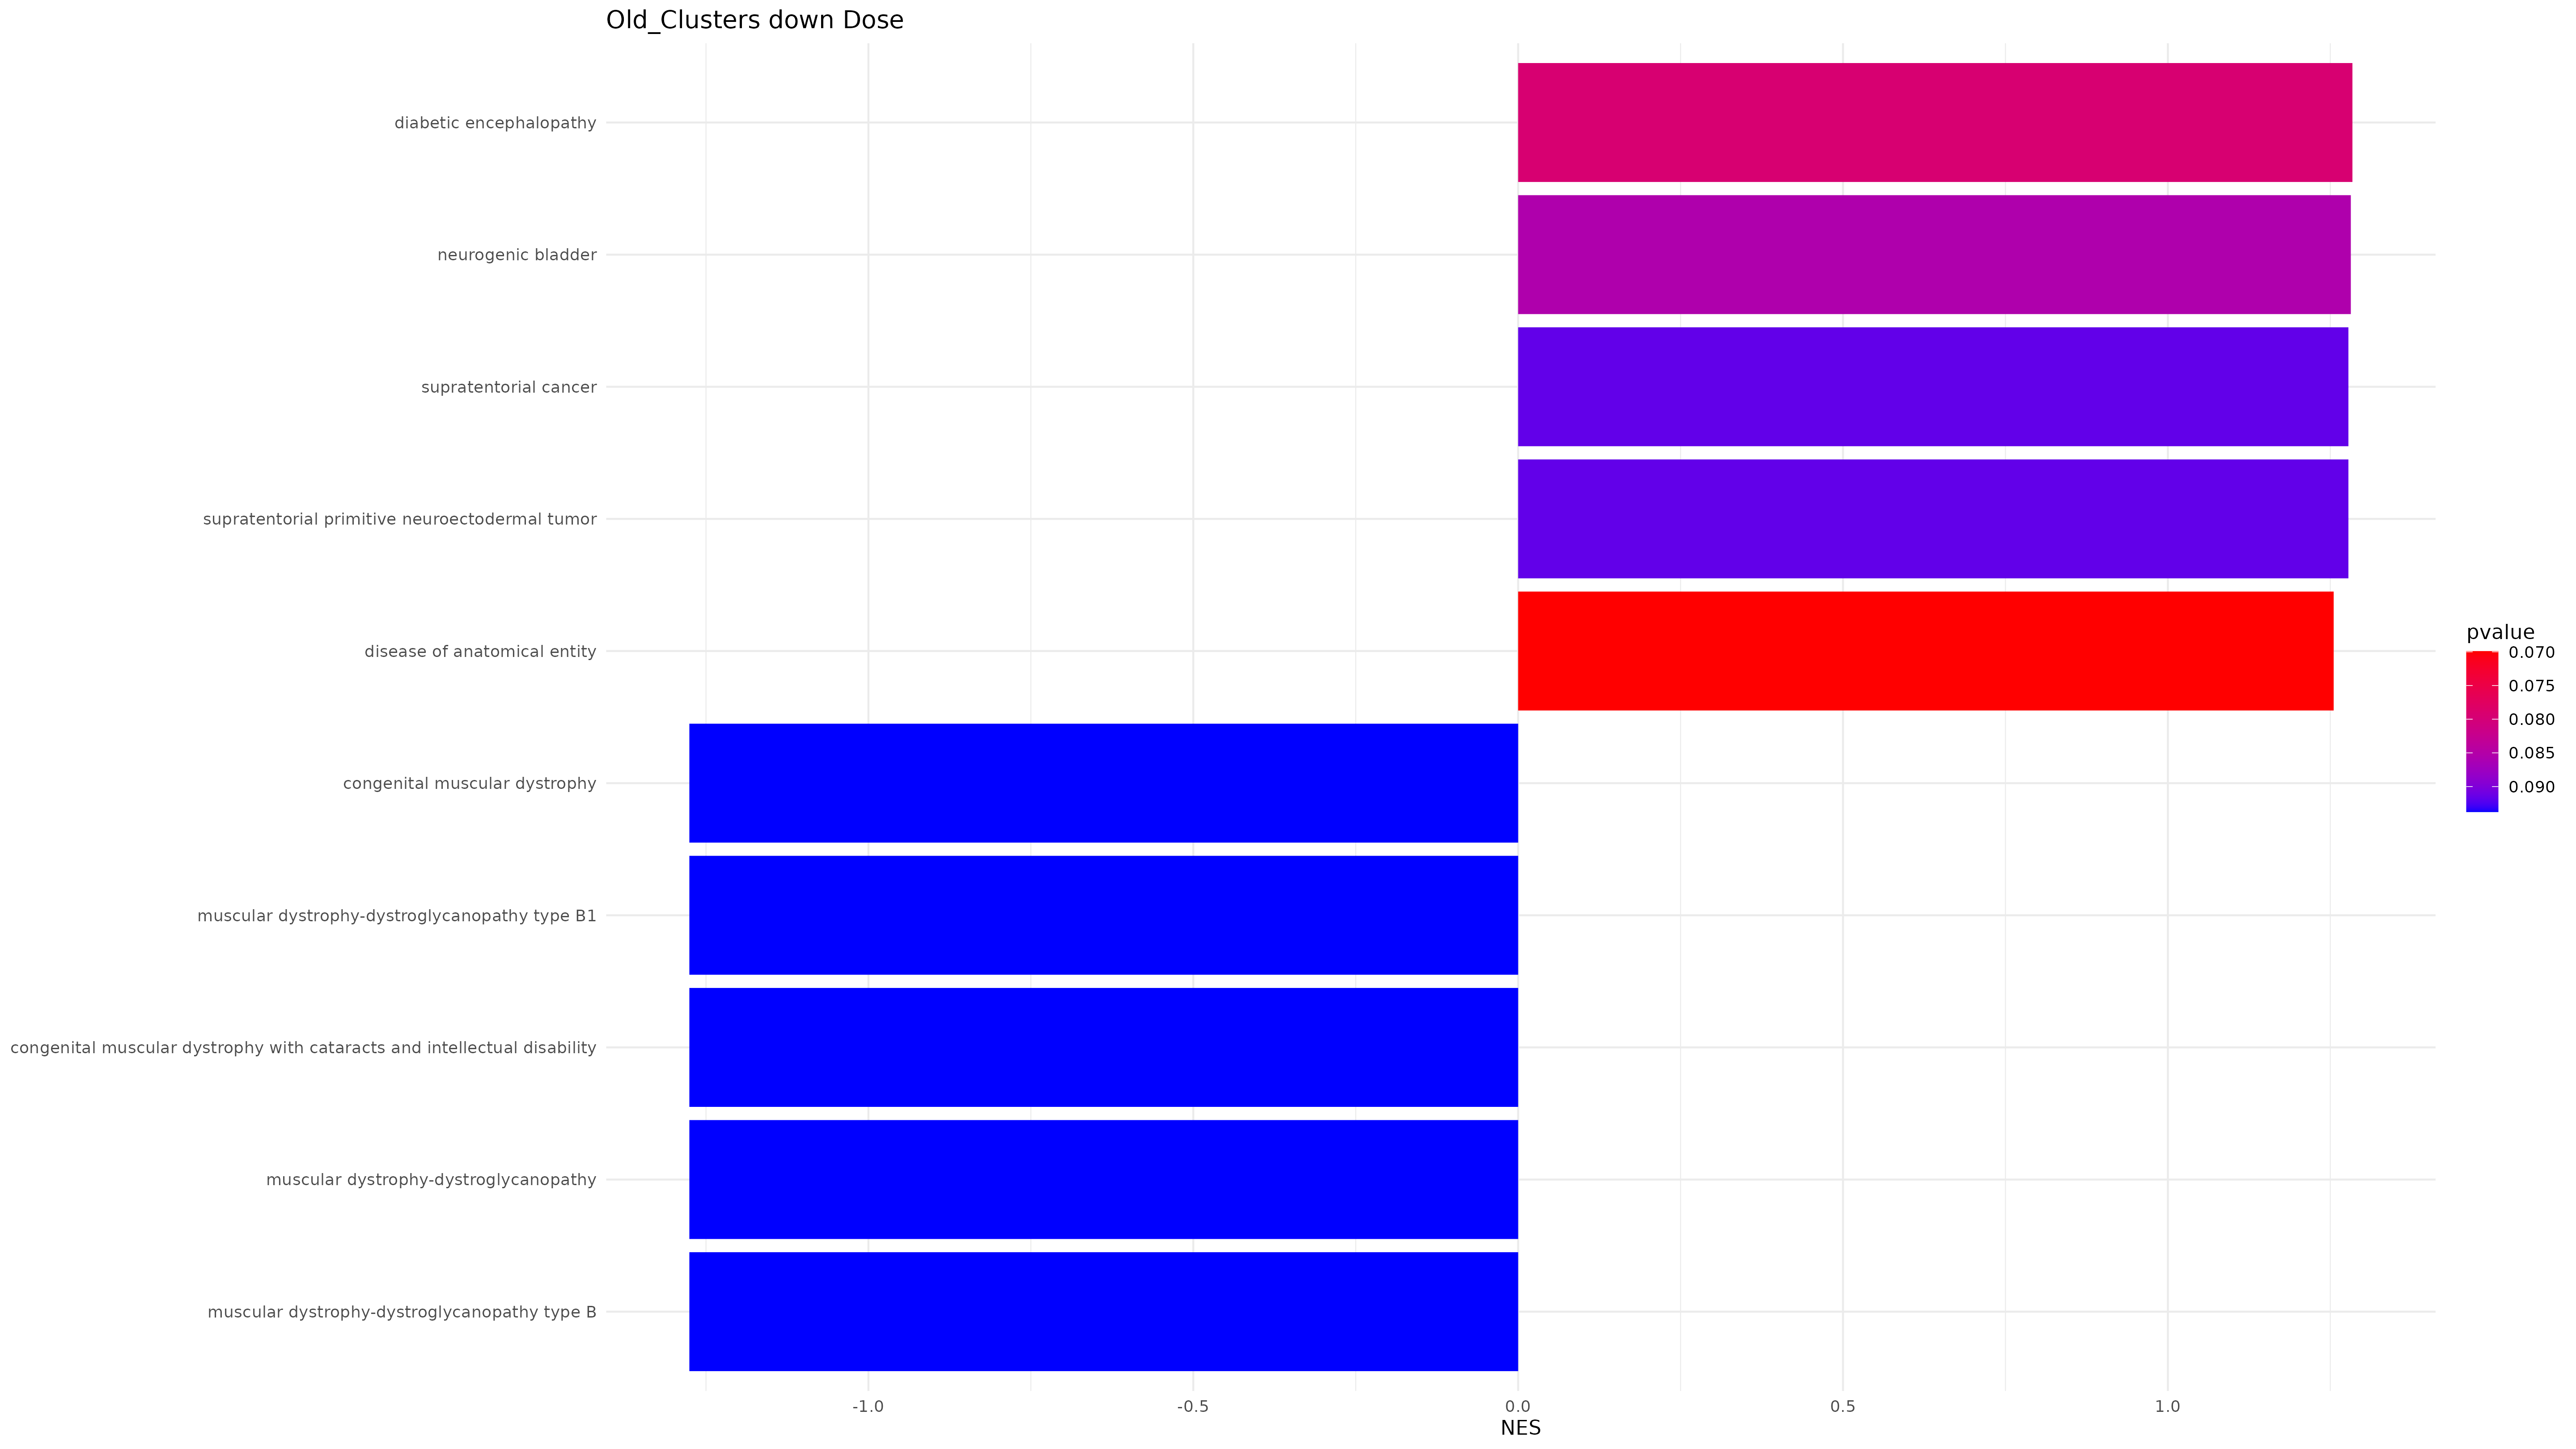 Old_Clusters down Dose
diabetic encephalopathy
neurogenic bladder
supratentorial cancer
supratentorial primitive neuroectodermal tumor
disease of anatomical entity
congenital muscular dystrophy
muscular dystrophy-dystroglycanopathy type B1
congenital muscular dystrophy with cataracts and intellectual disability
muscular dystrophy-dystroglycanopathy
muscular dystrophy-dystroglycanopathy type B
-1.0 -0.5 0.0 0.5 1.0
NES
pvalue
0.070
0.075
0.080
0.085
0.090